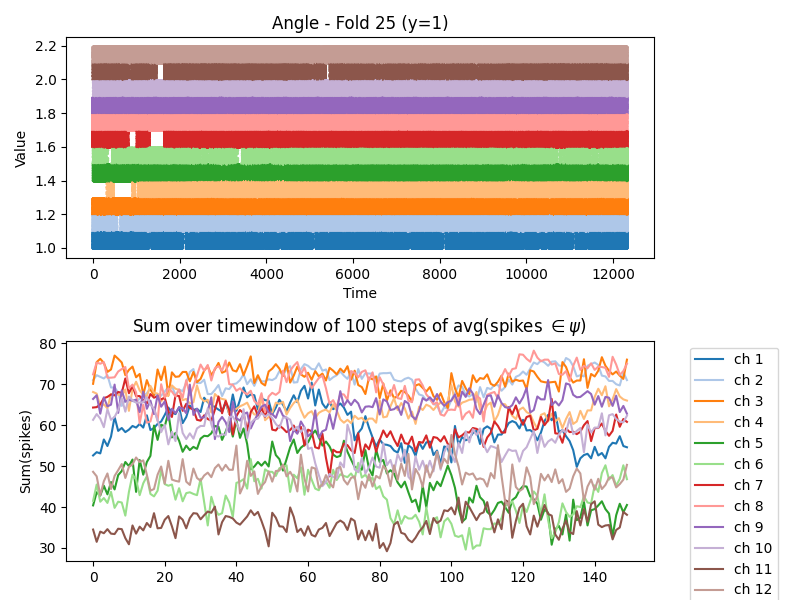 Angle - Fold 25 (y=1)
Value
2.2
2.0
1.8
1.6
1.4
1.2
1.0
0 2000 4000 6000 8000 10000 12000
Time
Sum over timewindow of 100 steps of avg(spikes ∈ψ)
Sum(spikes)
80
70
60
50
40
30
0 20 40 60 80 100 120 140
ch 1
ch 2
ch 3
ch 4
ch 5
ch 6
ch 7
ch 8
ch 9
ch 10
ch 11
ch 12